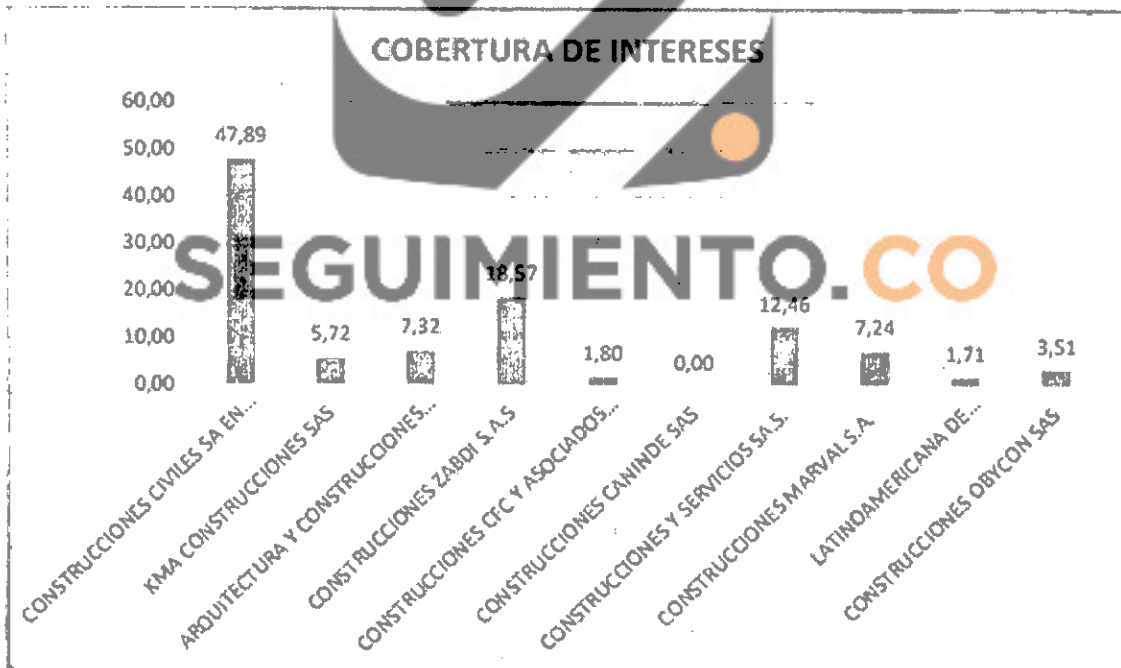 COBERTURA DE INTERESES
60,00
50,00
40,00
30,00
20,00
10,00
0,00
47,89
5,72
7,32
18,57
1,80
0,00
12,46
7,24
1,71
3,51
SEGUIMIENTO.CO
CONSTRUCCIONES CIVILES SA EN...
KMA CONSTRUCCIONES SAS
ARQUITECTURA Y CONSTRUCCIONES...
CONSTRUCCIONES ZABDI S.A.S
CONSTRUCCIONES CFC Y ASOCIADOS...
CONSTRUCCIONES CANINDE SAS
CONSTRUCCIONES Y SERVICIOS SA.S.
CONSTRUCCIONES MARVAL S.A.
LATINOAMERICANA DE...
CONSTRUCCIONES OBYCON SAS